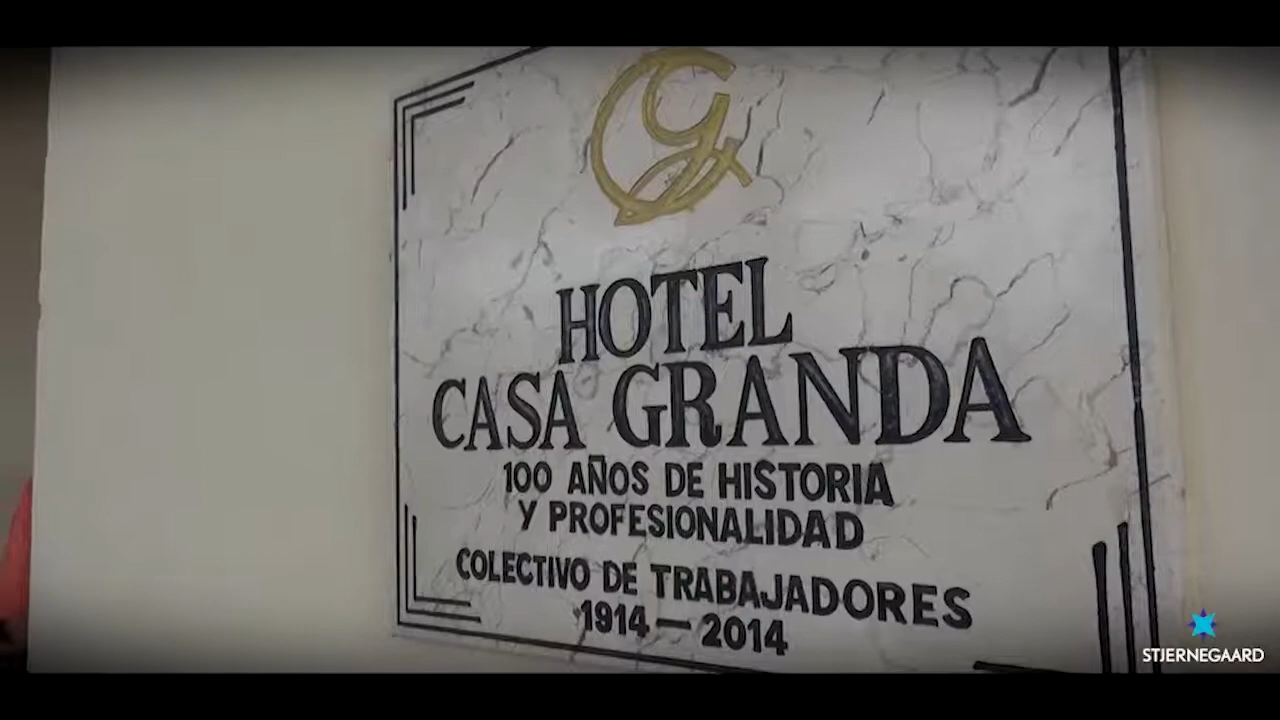 HOTEL
CASA GRANDA
100 AÑOS DE HISTORIA
Y PROFESIONALIDAD
COLECTIVO DE TRABAJADORES
1914 — 2014
STJERNEGAARD